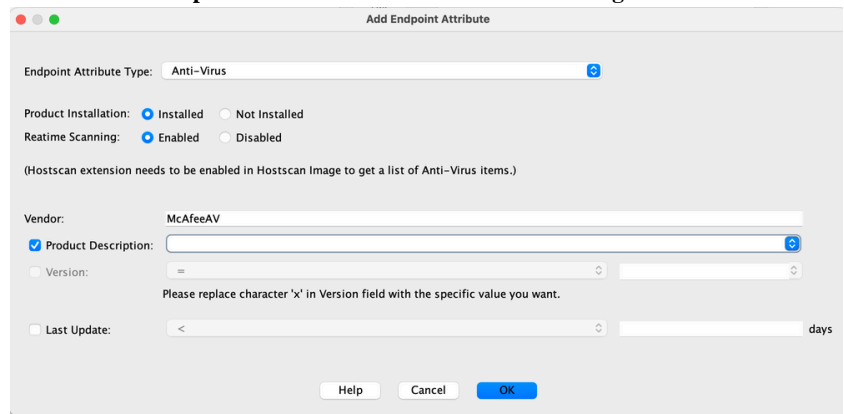 Add Endpoint Attribute
Endpoint Attribute Type: Anti-Virus
Product Installation: Installed Not Installed
Reatime Scanning: Enabled Disabled
(Hostscan extension needs to be enabled in Hostscan Image to get a list of Anti-Virus items.)
Vendor: McAfeeAV
Product Description:
Version: =
Please replace character 'x' in Version field with the specific value you want.
Last Update: < days
Help Cancel OK